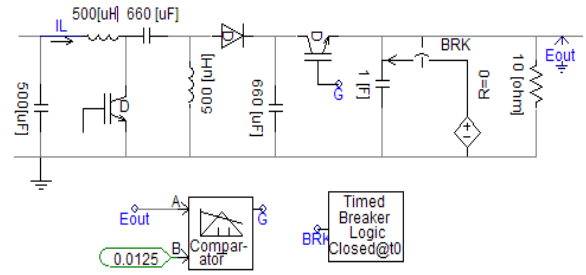 500[uH] 660 [uF]
IL
D
D
BRK
Eout
500[uF]
D
500 [uH]
660 [uF]
G
1 [F]
R=0
10 [ohm]
Eout
A
B
Compar-
ator
G
0.0125
BRK
Timed
Breaker
Logic
Closed@t0